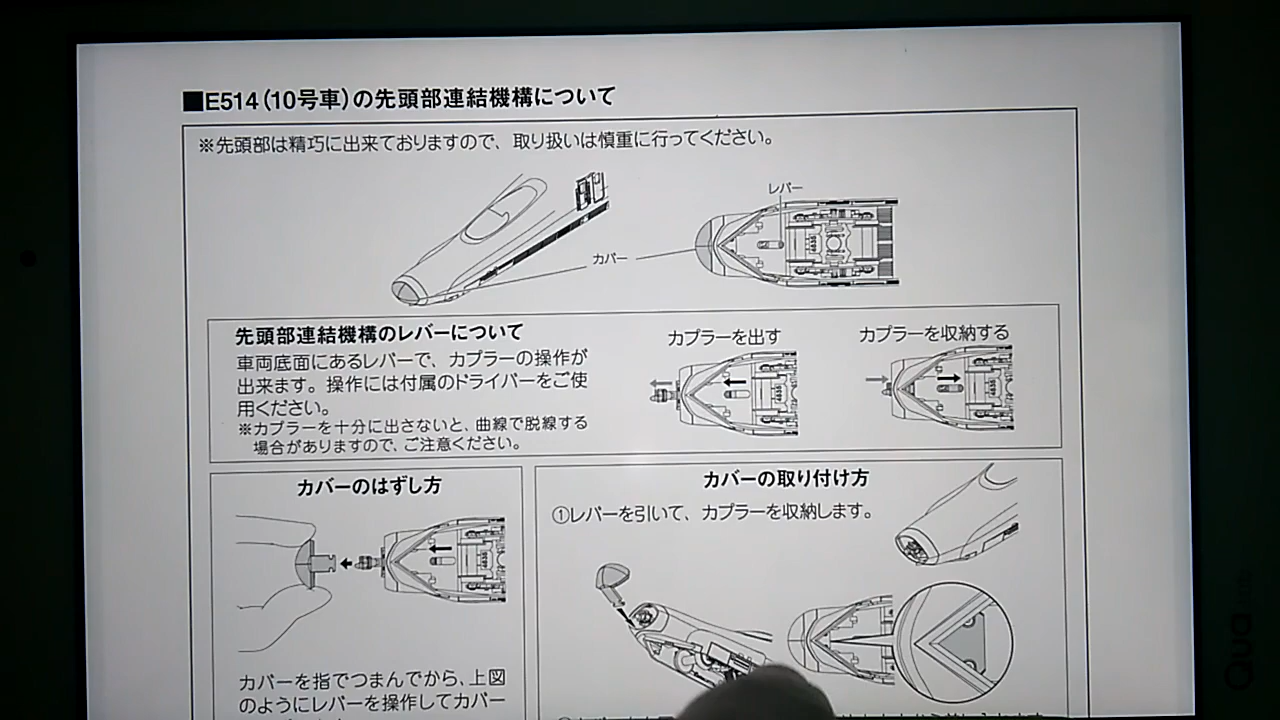 ■E514(10号車)の先頭部連結機構について
※先頭部は精巧に出来ておりますので、取り扱いは慎重に行ってください。
レバー
カバー
先頭部連結機構のレバーについて
車両底面にあるレバーで、カプラーの操作が
出来ます。操作には付属のドライバーをご使
用ください。
※カプラーを十分に出さないと、曲線で脱線する
場合がありますので、ご注意ください。
カプラーを出す
カプラーを収納する
カバーのはずし方
カバーを指でつまんでから、上図
のようにレバーを操作してカバー
カバーの取り付け方
①レバーを引いて、カプラーを収納します。
Qua